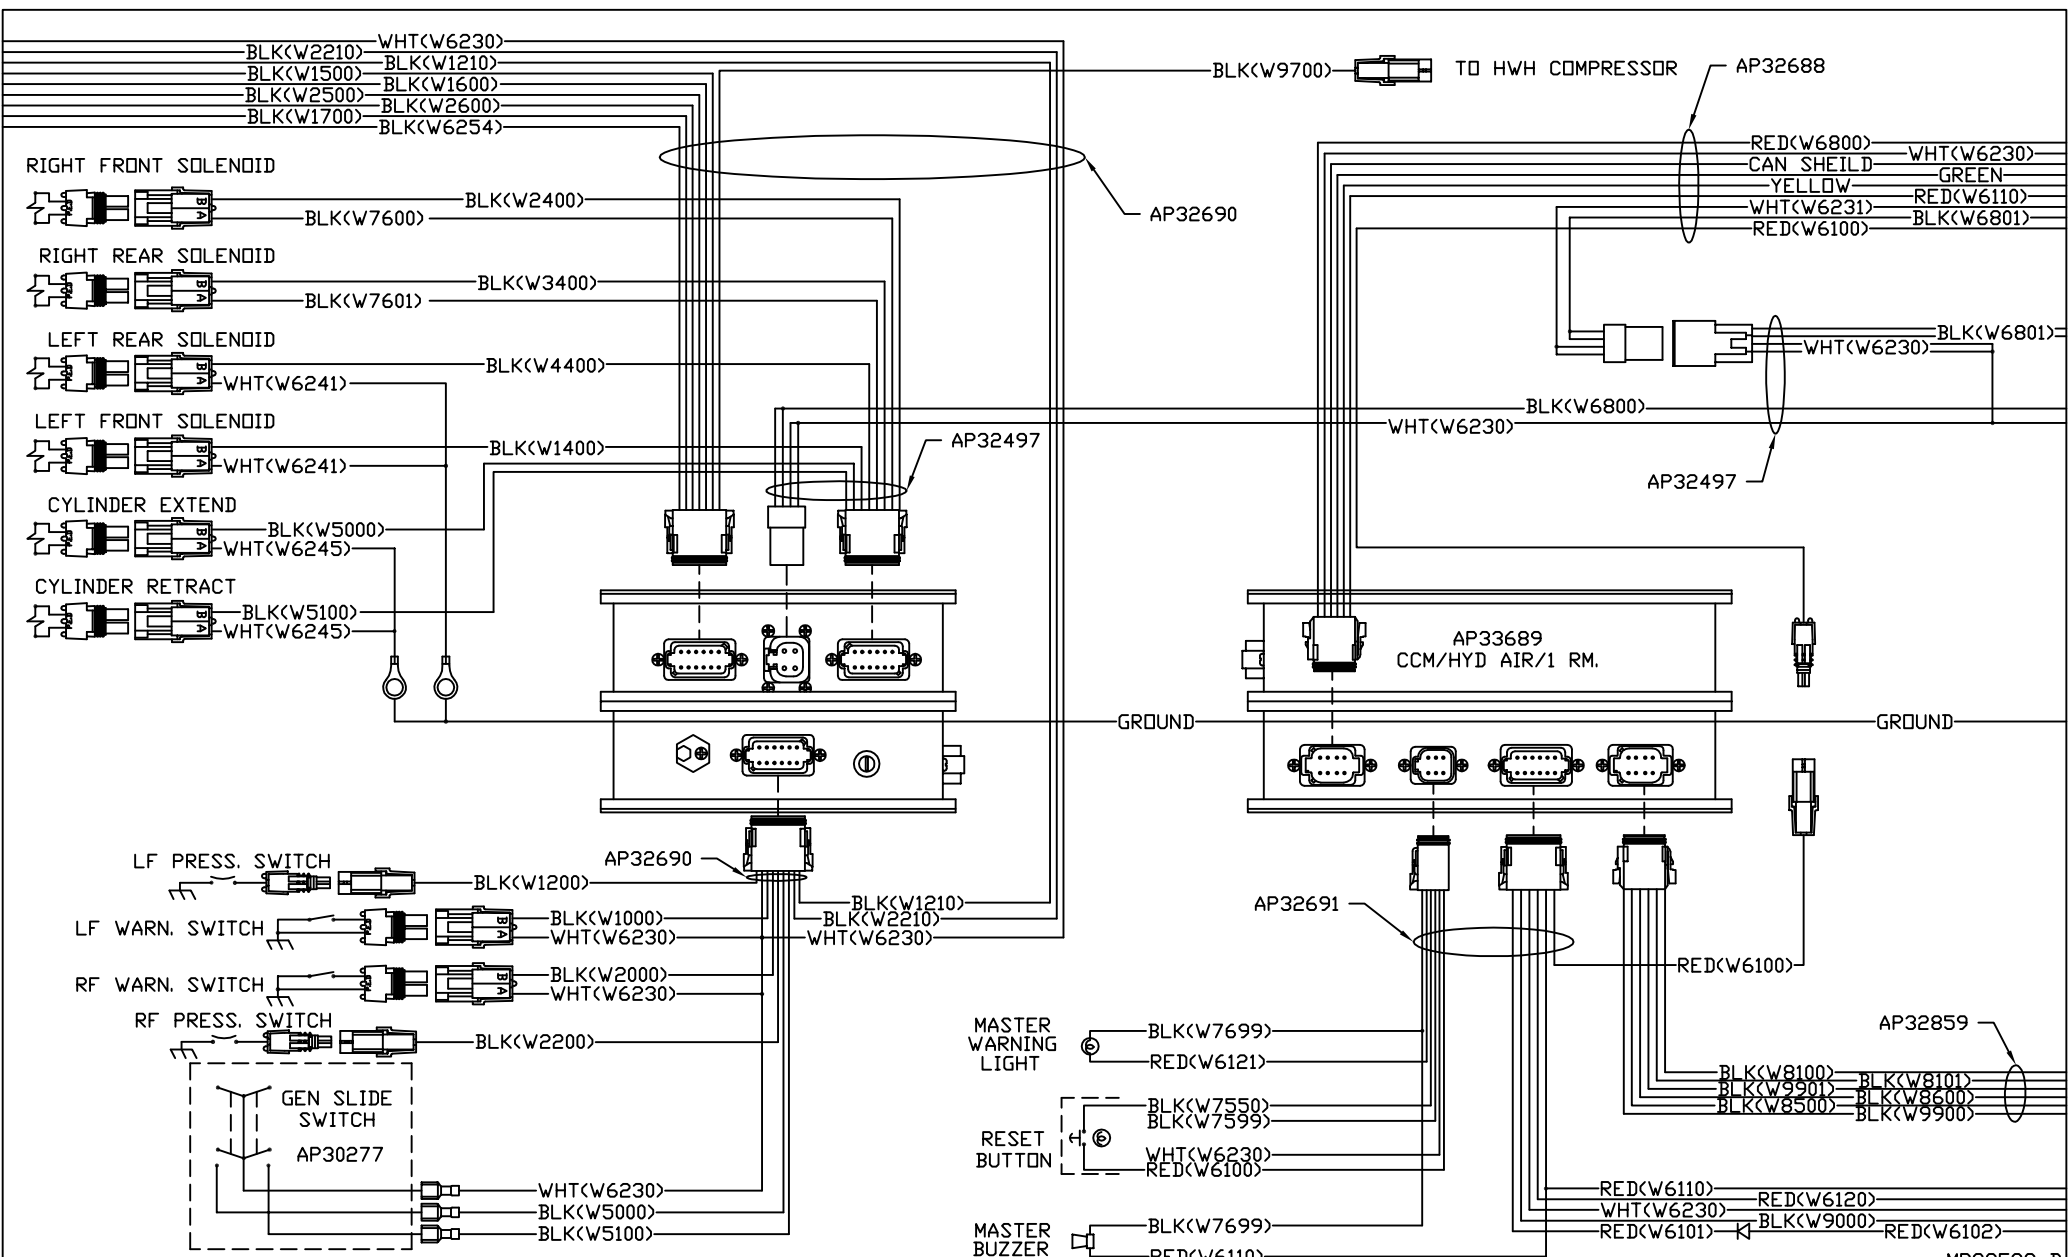 WHT(W6230)
BLK(W2210)
BLK(W1210)
BLK(W1500)
BLK(W1600)
BLK(W2500)
BLK(W2600)
BLK(W1700)
BLK(W6254)
BLK(W9700)
TO HWH COMPRESSOR
AP32688
RED(W6800)
WHT(W6230)
CAN SHEILD
GREEN
YELLOW
RED(W6110)
WHT(W6231)
BLK(W6801)
RED(W6100)
AP32690
RIGHT FRONT SOLENOID
B A
BLK(W2400)
BLK(W7600)
RIGHT REAR SOLENOID
B A
BLK(W3400)
BLK(W7601)
LEFT REAR SOLENOID
B A
BLK(W4400)
WHT(W6241)
LEFT FRONT SOLENOID
B A
BLK(W1400)
WHT(W6241)
CYLINDER EXTEND
B A
BLK(W5000)
WHT(W6245)
CYLINDER RETRACT
B A
BLK(W5100)
WHT(W6245)
BLK(W6801)
WHT(W6230)
BLK(W6800)
WHT(W6230)
AP32497
AP32497
AP33689
CCM/HYD AIR/1 RM.
GROUND
GROUND
LF PRESS. SWITCH
AP32690
BLK(W1200)
LF WARN. SWITCH
B A
BLK(W1000)
WHT(W6230)
BLK(W1210)
BLK(W2210)
WHT(W6230)
RF WARN. SWITCH
B A
BLK(W2000)
WHT(W6230)
RF PRESS. SWITCH
BLK(W2200)
GEN SLIDE
SWITCH
AP30277
WHT(W6230)
BLK(W5000)
BLK(W5100)
AP32691
RED(W6100)
MASTER
WARNING
LIGHT
BLK(W7699)
RED(W6121)
RESET
BUTTON
BLK(W7550)
BLK(W7599)
WHT(W6230)
RED(W6100)
MASTER
BUZZER
BLK(W7699)
RED(W6110)
AP32859
BLK(W8100)
BLK(W8101)
BLK(W9901)
BLK(W8600)
BLK(W8500)
BLK(W9900)
RED(W6110)
RED(W6120)
WHT(W6230)
BLK(W9000)
RED(W6101)
RED(W6102)